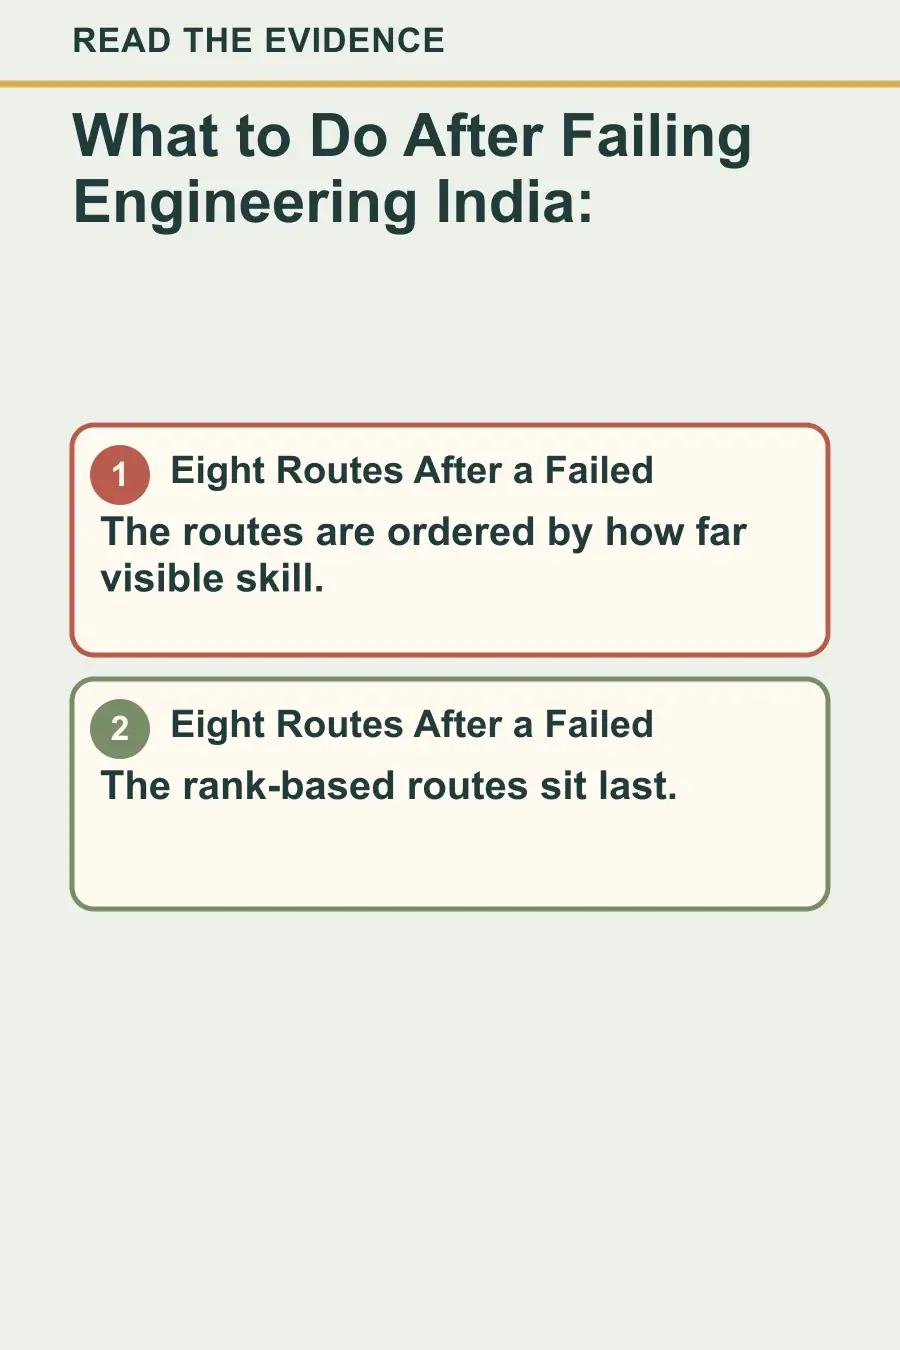 READ THE EVIDENCE
What to Do After Failing
Engineering India:
1 Eight Routes After a Failed
The routes are ordered by how far
visible skill.
2 Eight Routes After a Failed
The rank-based routes sit last.